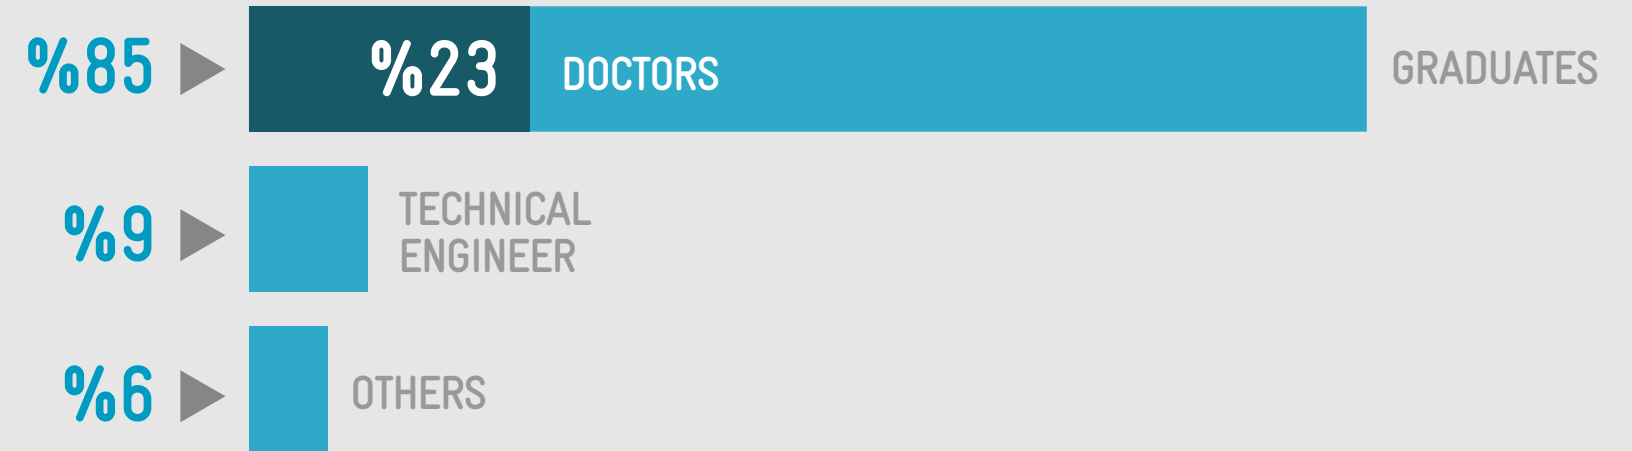 %85 %23 DOCTORS GRADUATES
%9 TECHNICAL
ENGINEER
%6 OTHERS